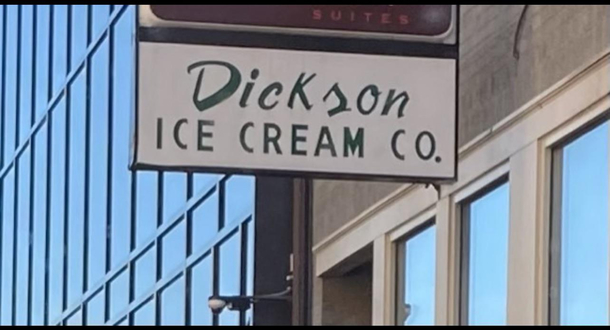 SUITES
Dickson
ICE CREAM CO.